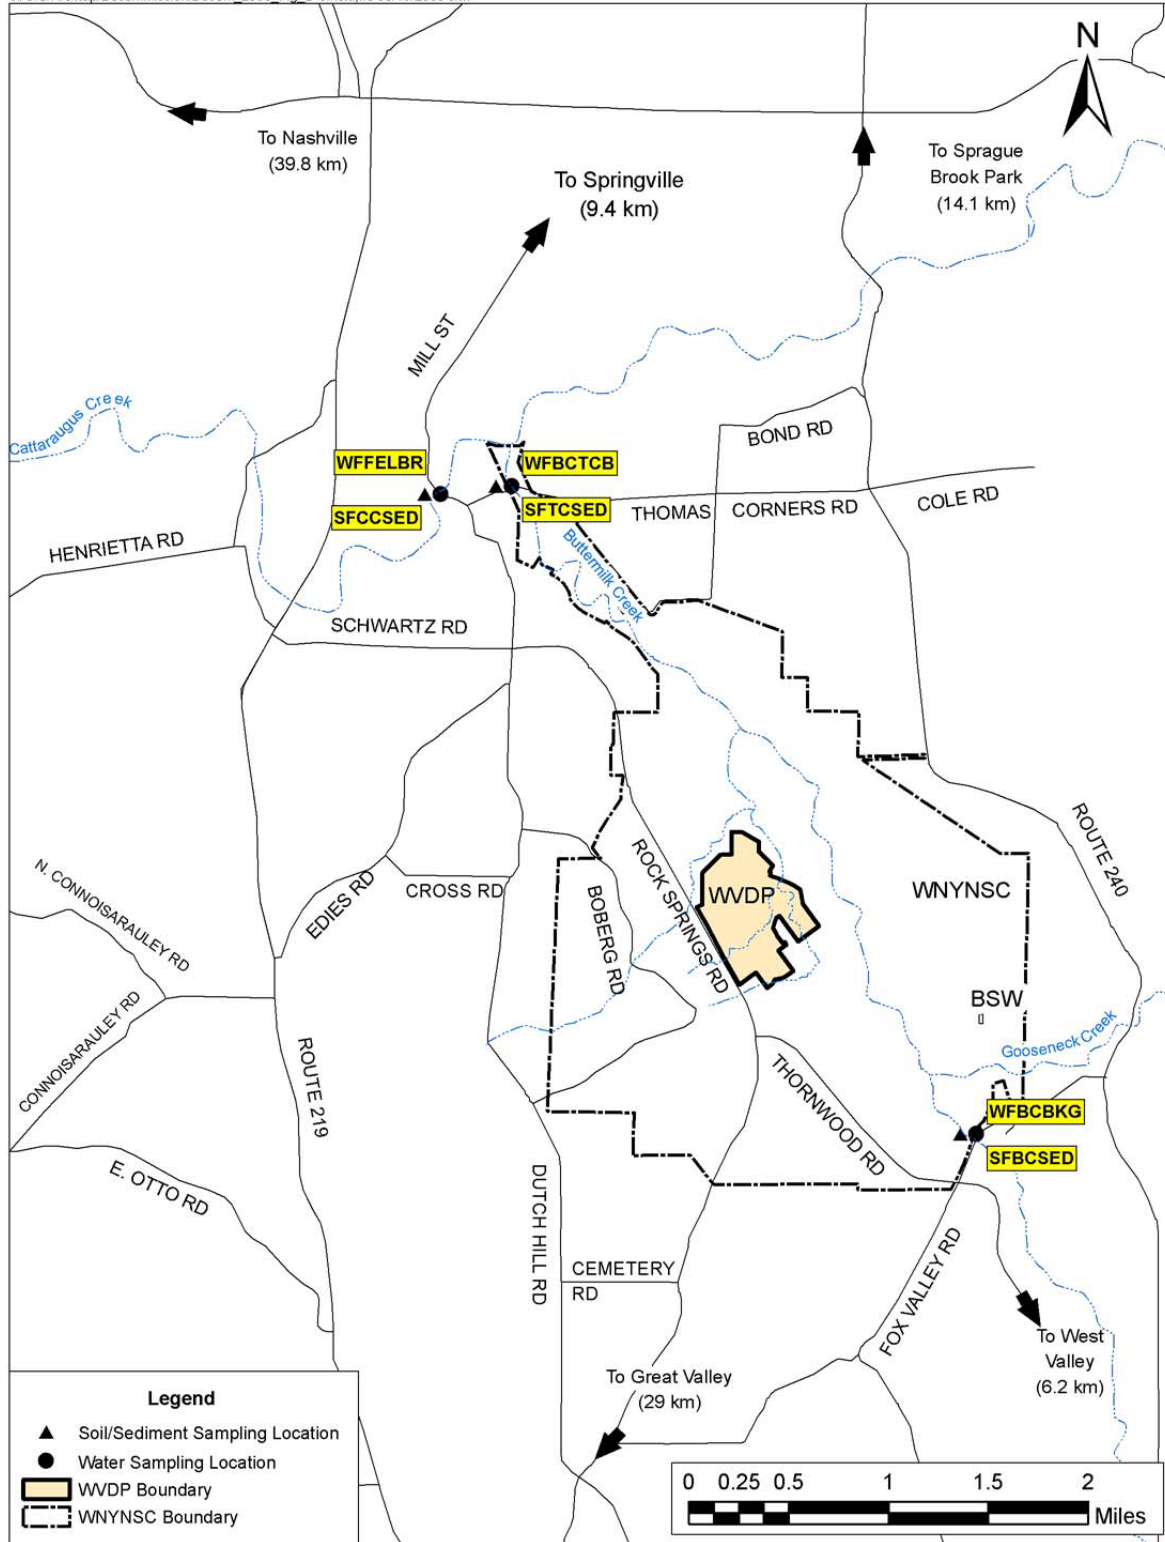 N
To Nashville
(39.8 km)
To Springville
(9.4 km)
To Sprague
Brook Park
(14.1 km)
MILL ST
Cattaraugus Creek
BOND RD
WFFELBR
WFBCTCB
SFCCSED
SFTCSED
THOMAS CORNERS RD
COLE RD
HENRIETTA RD
Buttermilk Creek
SCHWARTZ RD
ROUTE 240
N. CONNOISARAULEY RD
EDIES RD
CROSS RD
BOBERG RD
ROCK SPRINGS RD
WVDP
WNYNSC
BSW
CONNOISARAULEY RD
ROUTE 219
Gooseneck Creek
THORNWOOD RD
WFBCBKG
SFBCSED
E. OTTO RD
DUTCH HILL RD
CEMETERY
RD
FOX VALLEY RD
To West
Valley
(6.2 km)
To Great Valley
(29 km)
Legend
Soil/Sediment Sampling Location
Water Sampling Location
WVDP Boundary
WNYNSC Boundary
0 0.25 0.5 1 1.5 2
Miles